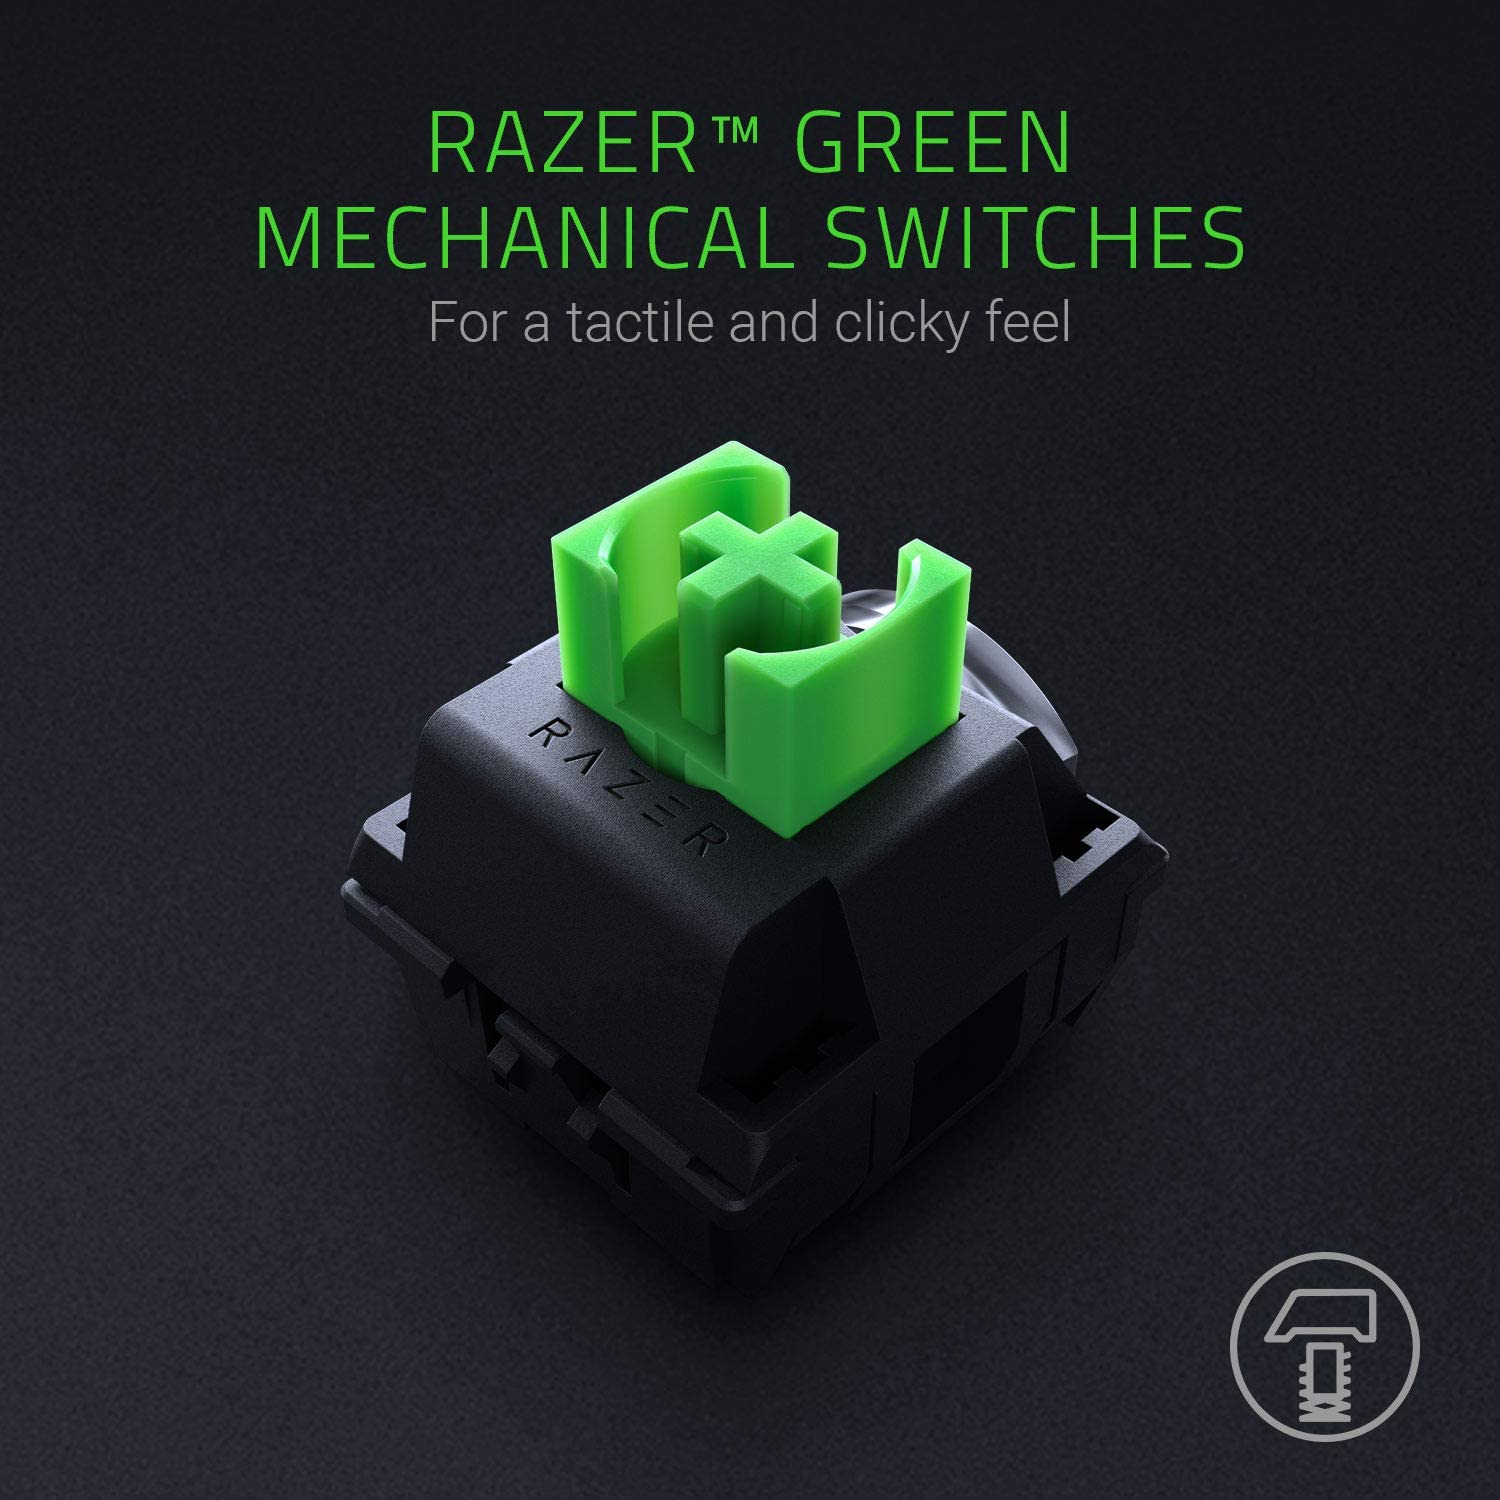 RAZER™ GREEN
MECHANICAL SWITCHES
For a tactile and clicky feel
RAZER